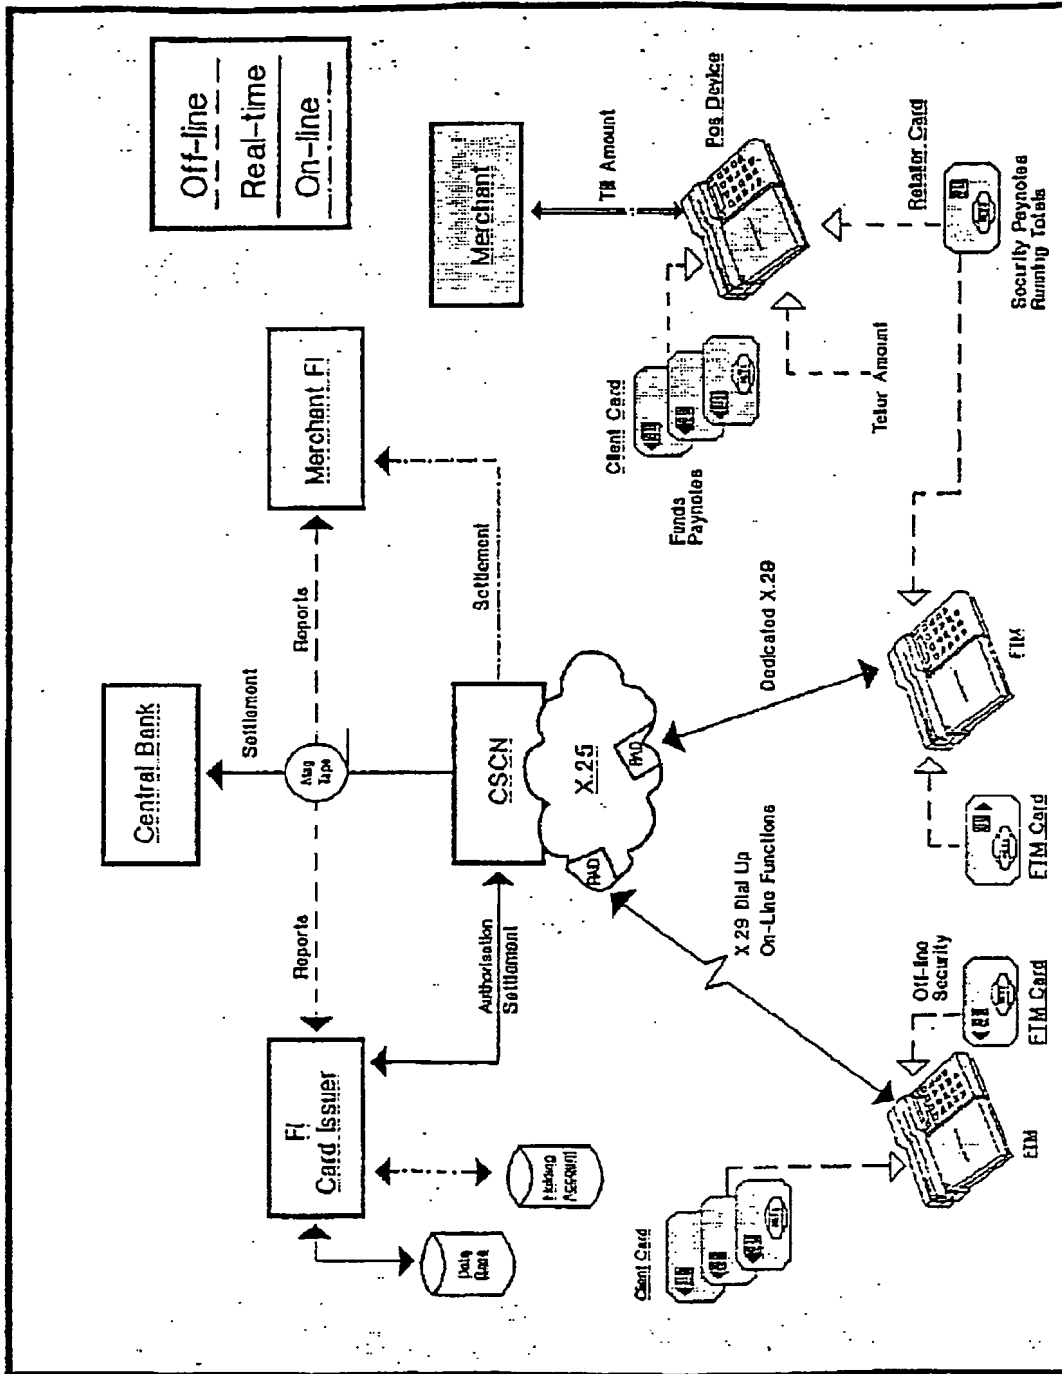 Off-line
Real-time
On-line
Central Bank
Settlement
Mag
Tape
Reports
Reports
FI
Card Issuer
Merchant FI
Merchant
Till Amount
Pos Device
Data
Base
Holding
Account
Authorisation
Settlement
CSCN
X.25
PAD
PAD
Settlement
Client Card
Funds
Paynotes
Teller Amount
Retailer Card
Security Paynotes
Running Totals
X.29 Dial Up
On-Line Functions
Dedicated X.29
Client Card
FTM
Off-line
Security
FTM Card
FTM Card
FTM